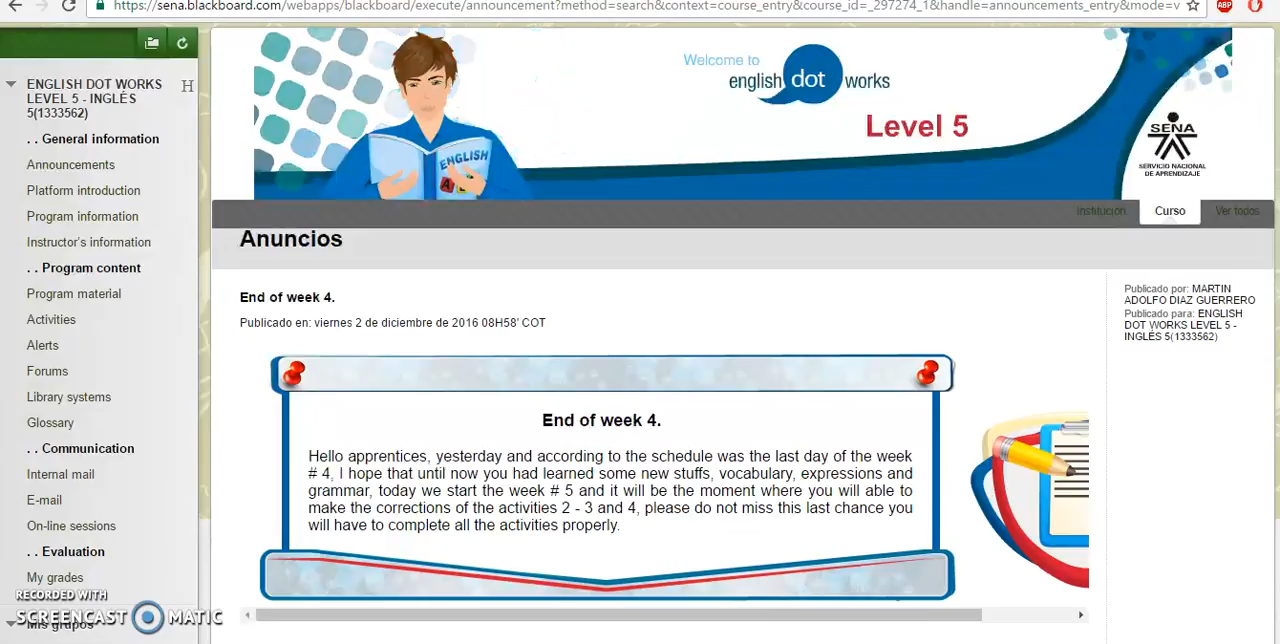 https://sena.blackboard.com/webapps/blackboard/execute/announcement?method=search&context=course_entry&course_id=_297274_1&handle=announcements_entry&mode=v
ABP
ENGLISH DOT WORKS
LEVEL 5 - INGLÉS
5(1333562)
. . General information
Announcements
Platform introduction
Program information
Instructor's information
. . Program content
Program material
Activities
Alerts
Forums
Library systems
Glossary
. . Communication
Internal mail
E-mail
On-line sessions
. . Evaluation
My grades
Mis grupos
RECORDED WITH
SCREENCAST MATIC
ENGLISH
A
Welcome to
english dot works
Level 5
SENA
SERVICIO NACIONAL
DE APRENDIZAJE
Institución
Curso
Ver todos
Anuncios
End of week 4.
Publicado en: viernes 2 de diciembre de 2016 08H58' COT
End of week 4.
Hello apprentices, yesterday and according to the schedule was the last day of the week
# 4, I hope that until now you had learned some new stuffs, vocabulary, expressions and
grammar, today we start the week # 5 and it will be the moment where you will able to
make the corrections of the activities 2 - 3 and 4, please do not miss this last chance you
will have to complete all the activities properly.
Publicado por: MARTIN
ADOLFO DIAZ GUERRERO
Publicado para: ENGLISH
DOT WORKS LEVEL 5 -
INGLÉS 5(1333562)